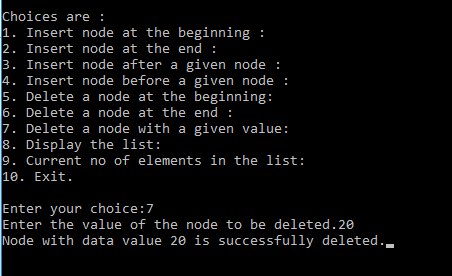 Choices are :
1. Insert node at the beginning :
2. Insert node at the end :
3. Insert node after a given node :
4. Insert node before a given node :
5. Delete a node at the beginning:
6. Delete a node at the end :
7. Delete a node with a given value:
8. Display the list:
9. Current no of elements in the list:
10. Exit.
Enter your choice:7
Enter the value of the node to be deleted.20
Node with data value 20 is successfully deleted.